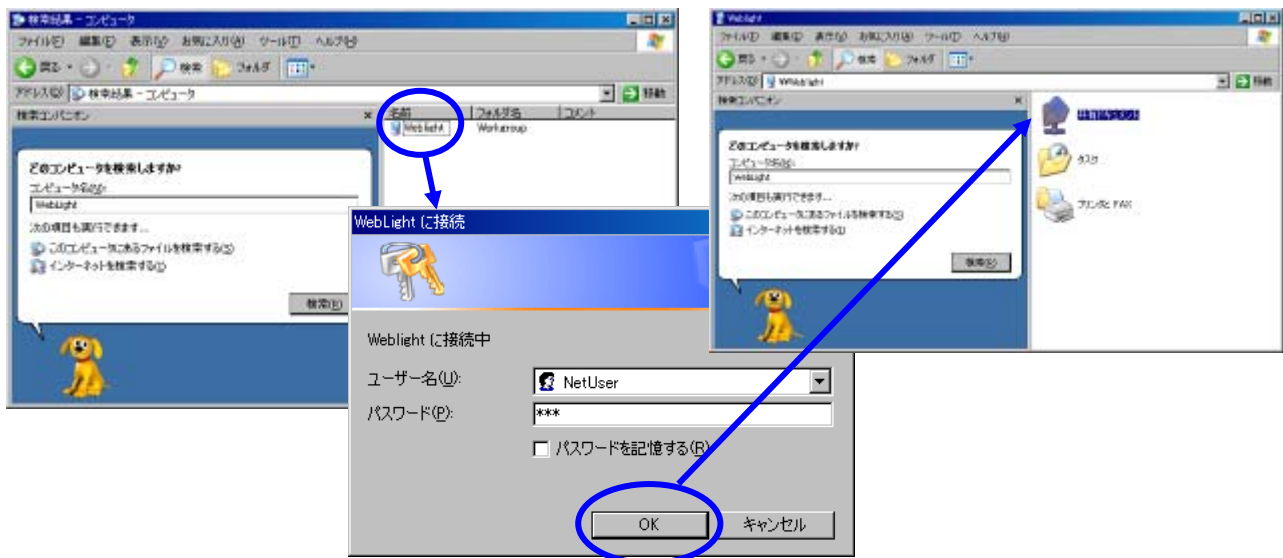 検索結果 - コンピュータ
ファイル(F) 編集(E) 表示(V) お気に入り(A) ツール(T) ヘルプ(H)
戻る 検索 フォルダ
アドレス(D) 検索結果 - コンピュータ 移動
検索コンパニオン
どのコンピュータを検索しますか?
コンピュータ名(C):
WebLight
次の項目も実行できます...
このコンピュータにあるファイルを検索する(S)
インターネットを検索する(I)
検索(R)
名前 フォルダ名 コメント
Weblight Workgroup
WebLight に接続
Weblight に接続中
ユーザー名(U):
NetUser
パスワード(P):
***
パスワードを記憶する(R)
OK キャンセル
Weblight
ファイル(F) 編集(E) 表示(V) お気に入り(A) ツール(T) ヘルプ(H)
戻る 検索 フォルダ
アドレス(D) \\Weblight 移動
検索コンパニオン
どのコンピュータを検索しますか?
コンピュータ名(C):
WebLight
次の項目も実行できます...
このコンピュータにあるファイルを検索する(S)
インターネットを検索する(I)
検索(R)
タスク
プリンタと FAX